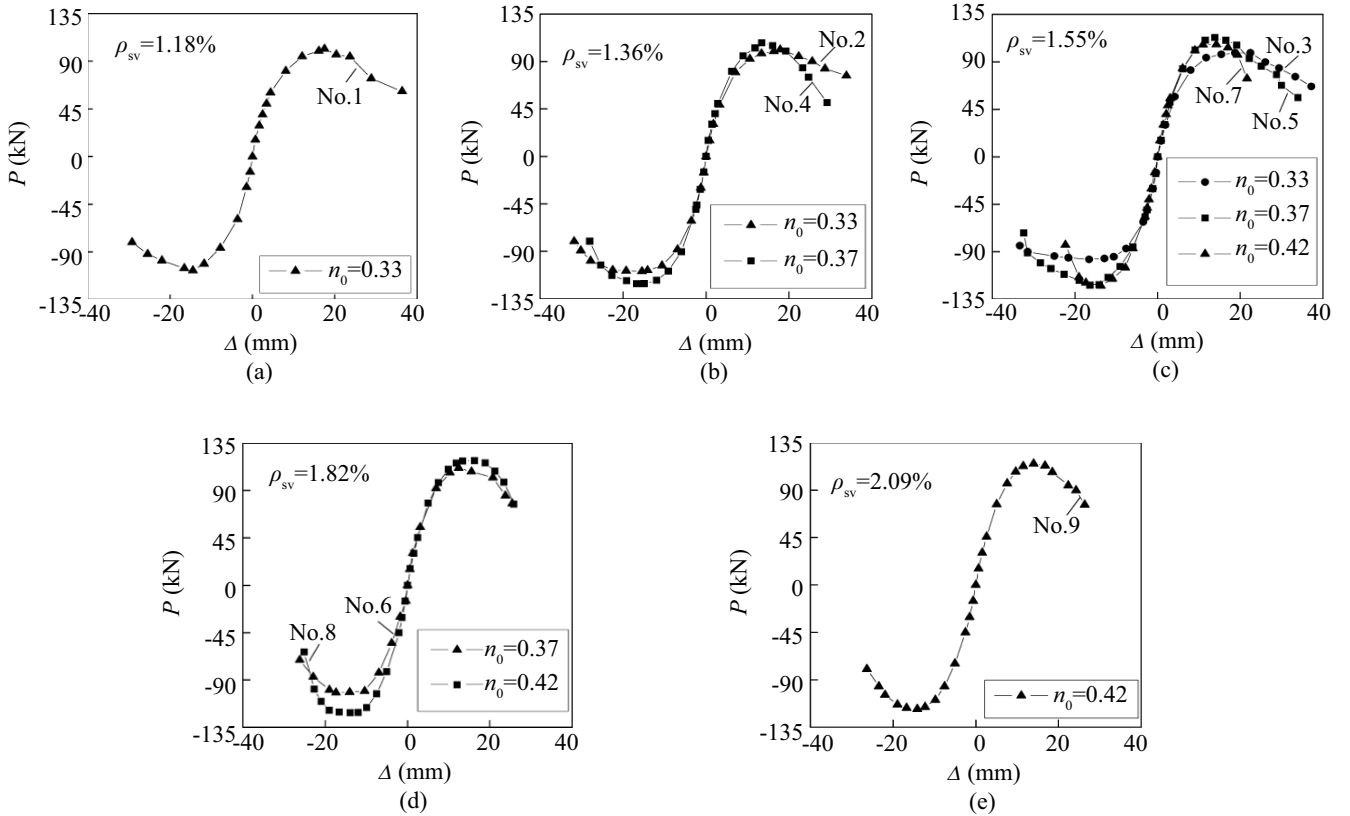 135
90
45
0
-45
-90
-135
P (kN)
ρsv=1.18%
No.1
n0=0.33
-40 -20 0 20 40
Δ (mm)
(a)
135
90
45
0
-45
-90
-135
P (kN)
ρsv=1.36%
No.2
No.4
n0=0.33
n0=0.37
-40 -20 0 20 40
Δ (mm)
(b)
135
90
45
0
-45
-90
-135
P (kN)
ρsv=1.55%
No.3
No.7
No.5
n0=0.33
n0=0.37
n0=0.42
-40 -20 0 20 40
Δ (mm)
(c)
135
90
45
0
-45
-90
-135
P (kN)
ρsv=1.82%
No.6
No.8
n0=0.37
n0=0.42
-40 -20 0 20 40
Δ (mm)
(d)
135
90
45
0
-45
-90
-135
P (kN)
ρsv=2.09%
No.9
n0=0.42
-40 -20 0 20 40
Δ (mm)
(e)